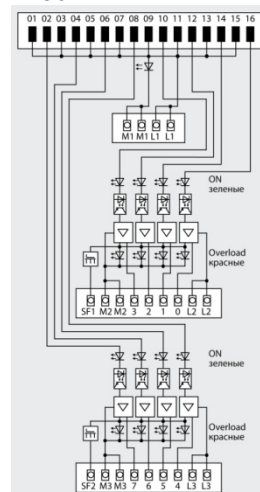 01 02 03 04 05 06 07 08 09 10 11 12 13 14 15 16
M1 M1 L1 L1
ON
зеленые
Overload
красные
SF1 M2 M2 3 2 1 0 L2 L2
ON
зеленые
Overload
красные
SF2 M3 M3 7 6 5 4 L3 L3